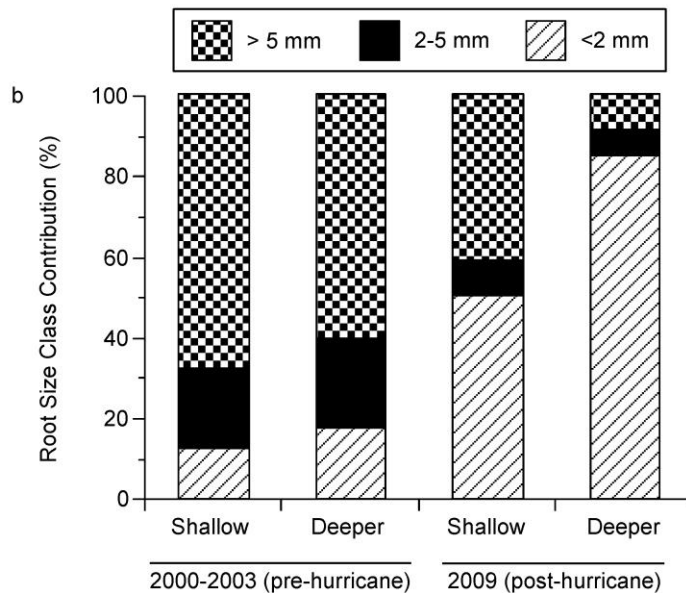 > 5 mm 2-5 mm <2 mm
b
Root Size Class Contribution (%)
100
80
60
40
20
0
Shallow Deeper Shallow Deeper
2000-2003 (pre-hurricane) 2009 (post-hurricane)